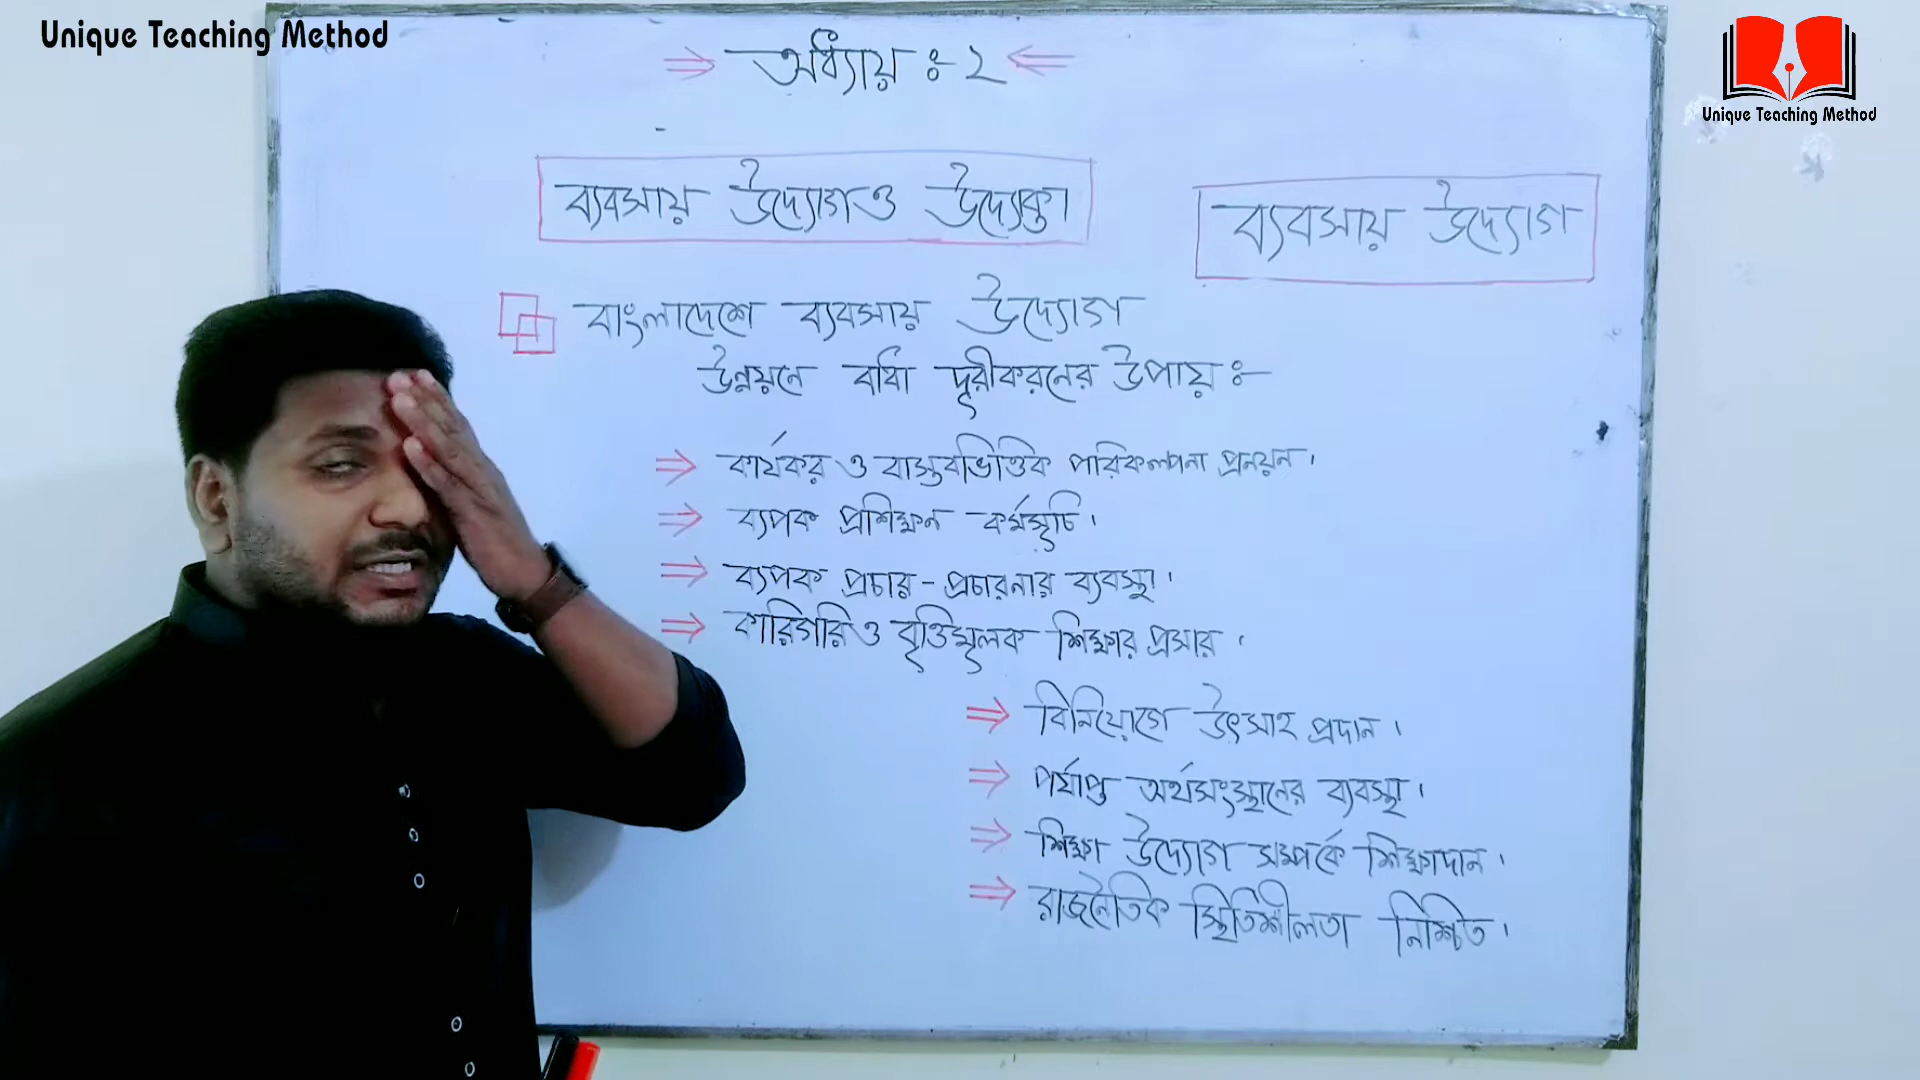 Unique Teaching Method
অধ্যায় ঃ- ২
ব্যবসায় উদ্যোগ ও উদ্যোক্তা
ব্যবসায় উদ্যোগ
বাংলাদেশে ব্যবসায় উদ্যোগ
উন্নয়নে বাধা দূরীকরনের উপায় ঃ-
কার্যকর ও বাস্তবভিত্তিক পরিকল্পনা প্রনয়ন।
ব্যপক প্রশিক্ষন কর্মসূচি।
ব্যপক প্রচার - প্রচারনার ব্যবস্থা।
কারিগরি ও বৃত্তিমূলক শিক্ষার প্রসার।
বিনিয়োগে উৎসাহ প্রদান।
পর্যাপ্ত অর্থসংস্থানের ব্যবস্থা।
শিক্ষা উদ্যোগ সম্পর্কে শিক্ষাদান।
রাজনৈতিক স্থিতিশীলতা নিশ্চিত।
Unique Teaching Method